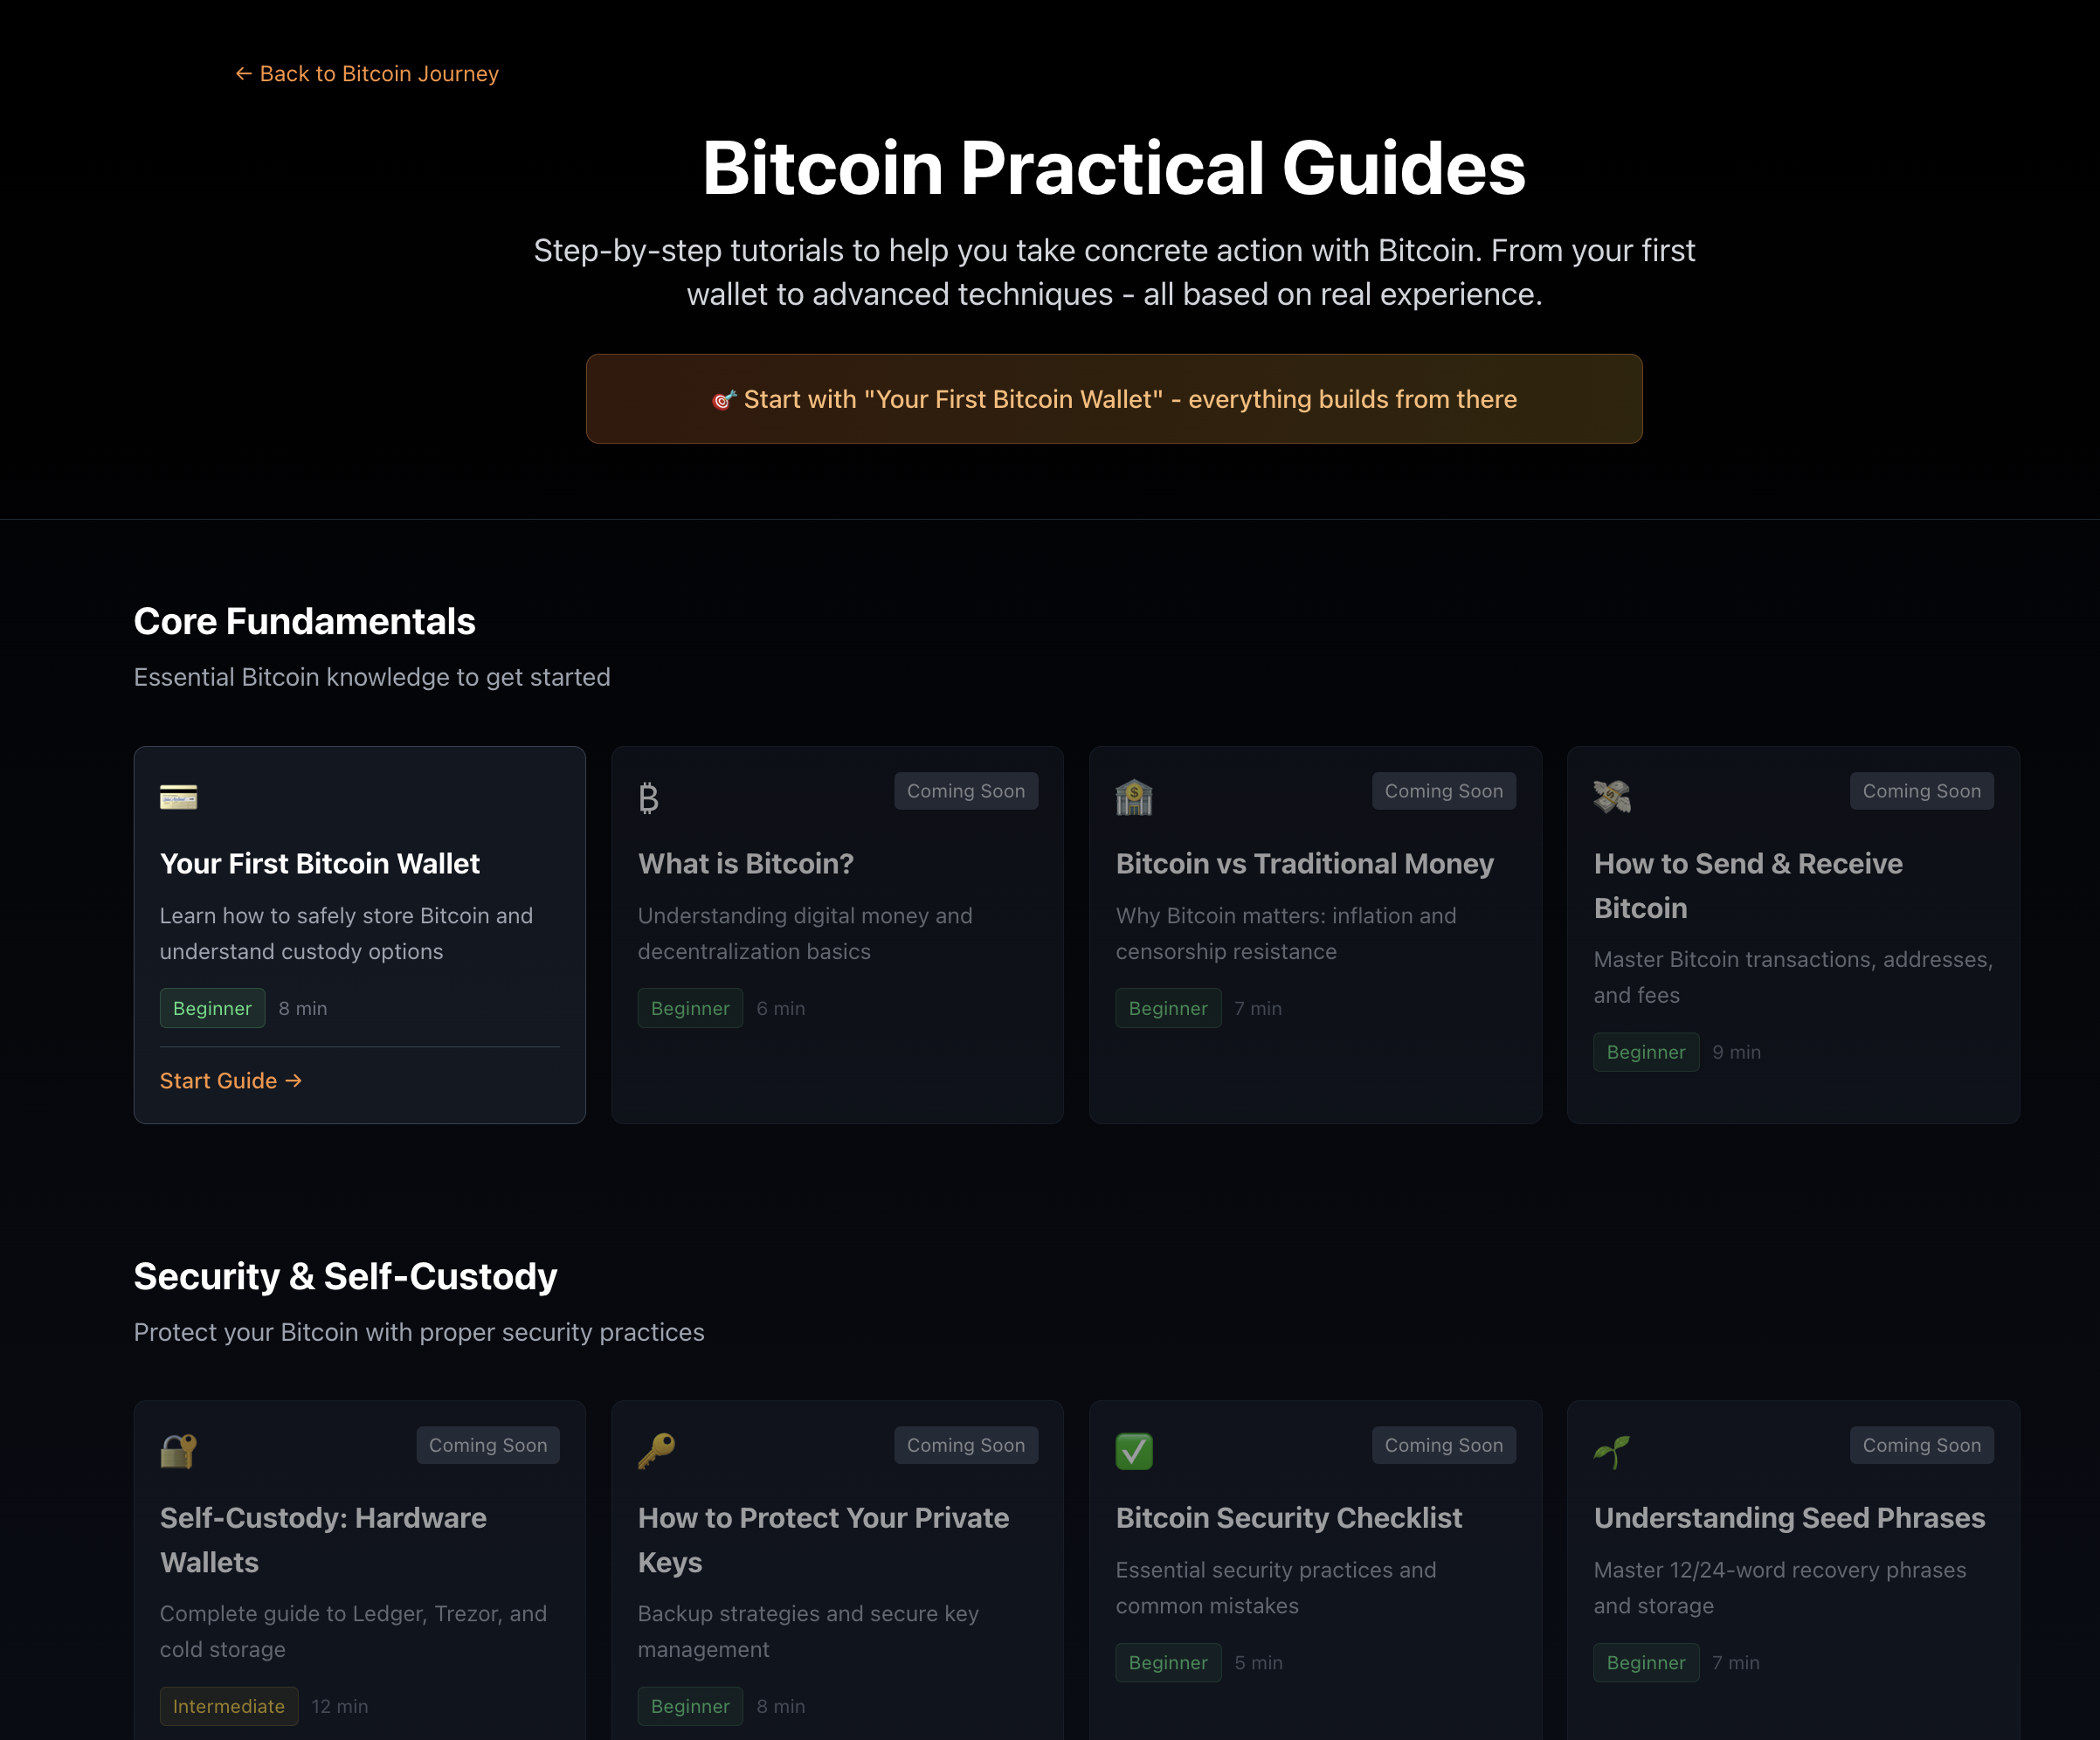 ← Back to Bitcoin Journey
Bitcoin Practical Guides
Step-by-step tutorials to help you take concrete action with Bitcoin. From your first
wallet to advanced techniques - all based on real experience.
🎯 Start with "Your First Bitcoin Wallet" - everything builds from there
Core Fundamentals
Essential Bitcoin knowledge to get started
Your First Bitcoin Wallet
Learn how to safely store Bitcoin and
understand custody options
Beginner 8 min
Start Guide →
₿ Coming Soon
What is Bitcoin?
Understanding digital money and
decentralization basics
Beginner 6 min
Coming Soon
Bitcoin vs Traditional Money
Why Bitcoin matters: inflation and
censorship resistance
Beginner 7 min
Coming Soon
How to Send & Receive
Bitcoin
Master Bitcoin transactions, addresses,
and fees
Beginner 9 min
Security & Self-Custody
Protect your Bitcoin with proper security practices
Coming Soon
Self-Custody: Hardware
Wallets
Complete guide to Ledger, Trezor, and
cold storage
Intermediate 12 min
Coming Soon
How to Protect Your Private
Keys
Backup strategies and secure key
management
Beginner 8 min
Coming Soon
Bitcoin Security Checklist
Essential security practices and
common mistakes
Beginner 5 min
Coming Soon
Understanding Seed Phrases
Master 12/24-word recovery phrases
and storage
Beginner 7 min